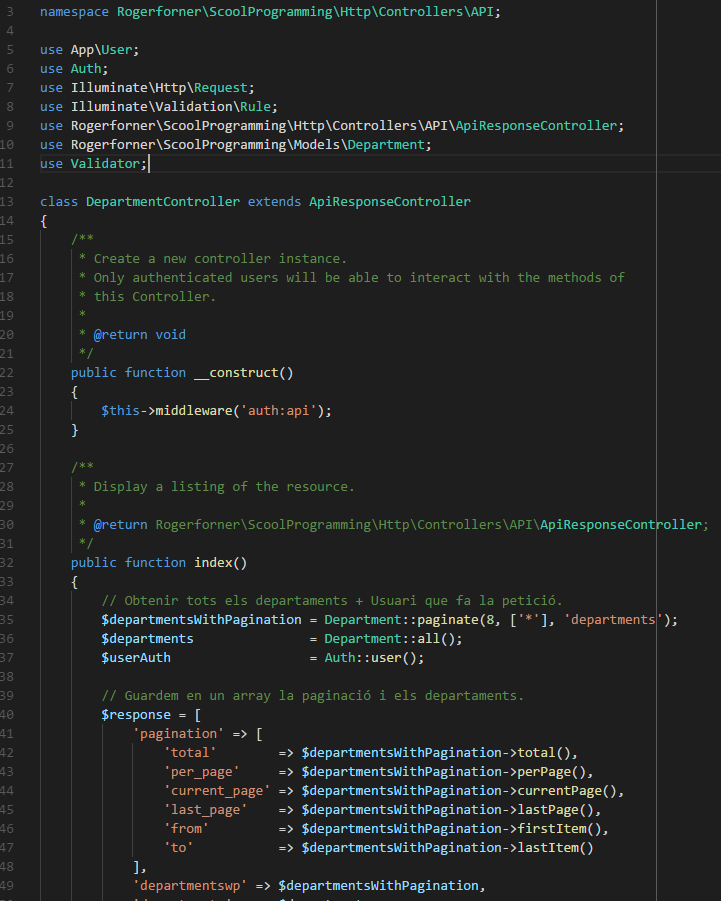 3 namespace Rogerforner\ScoolProgramming\Http\Controllers\API;
4
5 use App\User;
6 use Auth;
7 use Illuminate\Http\Request;
8 use Illuminate\Validation\Rule;
9 use Rogerforner\ScoolProgramming\Http\Controllers\API\ApiResponseController;
10 use Rogerforner\ScoolProgramming\Models\Department;
11 use Validator;
12
13 class DepartmentController extends ApiResponseController
14 {
15     /**
16      * Create a new controller instance.
17      * Only authenticated users will be able to interact with the methods of
18      * this Controller.
19      *
20      * @return void
21      */
22     public function __construct()
23     {
24         $this->middleware('auth:api');
25     }
26
27     /**
28      * Display a listing of the resource.
29      *
30      * @return Rogerforner\ScoolProgramming\Http\Controllers\API\ApiResponseController;
31      */
32     public function index()
33     {
34         // Obtenir tots els departaments + Usuari que fa la petició.
35         $departmentsWithPagination = Department::paginate(8, ['*'], 'departments');
36         $departments               = Department::all();
37         $userAuth                  = Auth::user();
38
39         // Guardem en un array la paginació i els departaments.
40         $response = [
41             'pagination' => [
42                 'total'        => $departmentsWithPagination->total(),
43                 'per_page'     => $departmentsWithPagination->perPage(),
44                 'current_page' => $departmentsWithPagination->currentPage(),
45                 'last_page'    => $departmentsWithPagination->lastPage(),
46                 'from'         => $departmentsWithPagination->firstItem(),
47                 'to'           => $departmentsWithPagination->lastItem()
48             ],
49             'departmentswp' => $departmentsWithPagination,